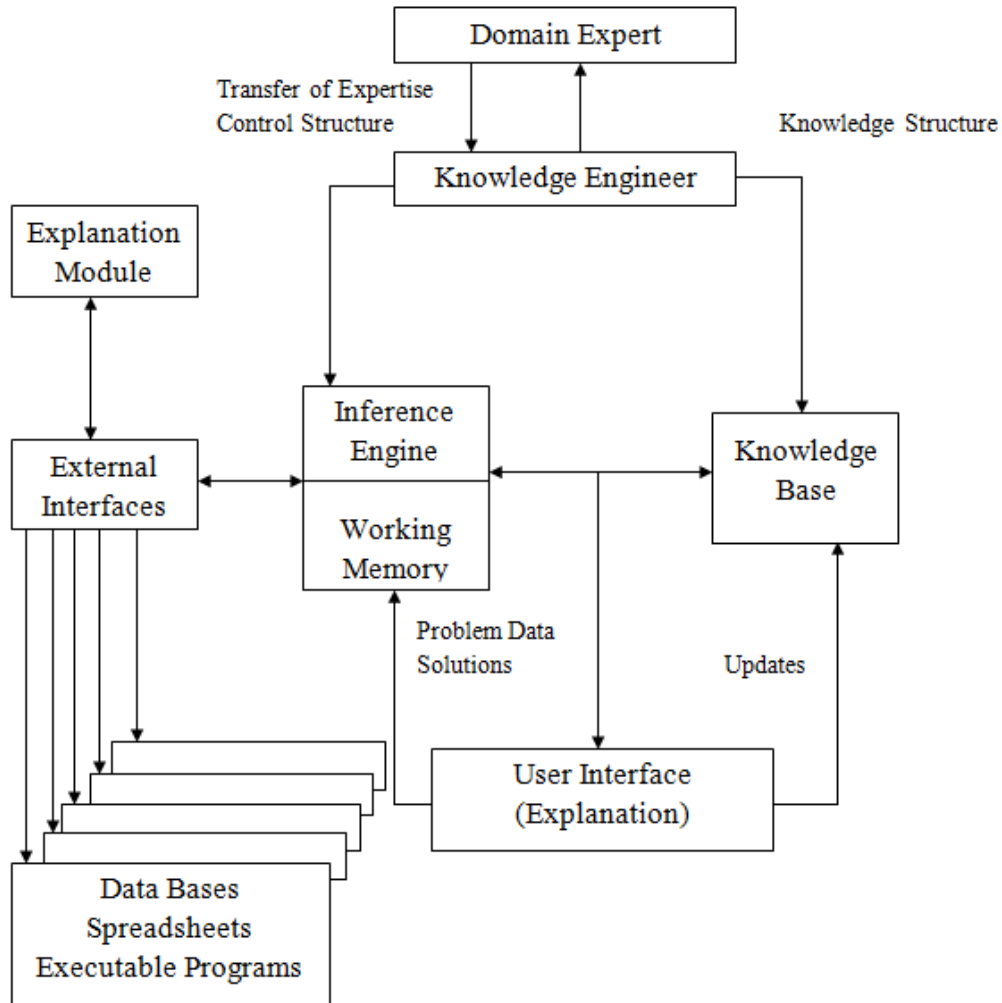 Domain Expert
Transfer of Expertise
Control Structure
Knowledge Structure
Knowledge Engineer
Explanation
Module
Inference
Engine
External
Interfaces
Knowledge
Base
Working
Memory
Problem Data
Solutions
Updates
User Interface
(Explanation)
Data Bases
Spreadsheets
Executable Programs